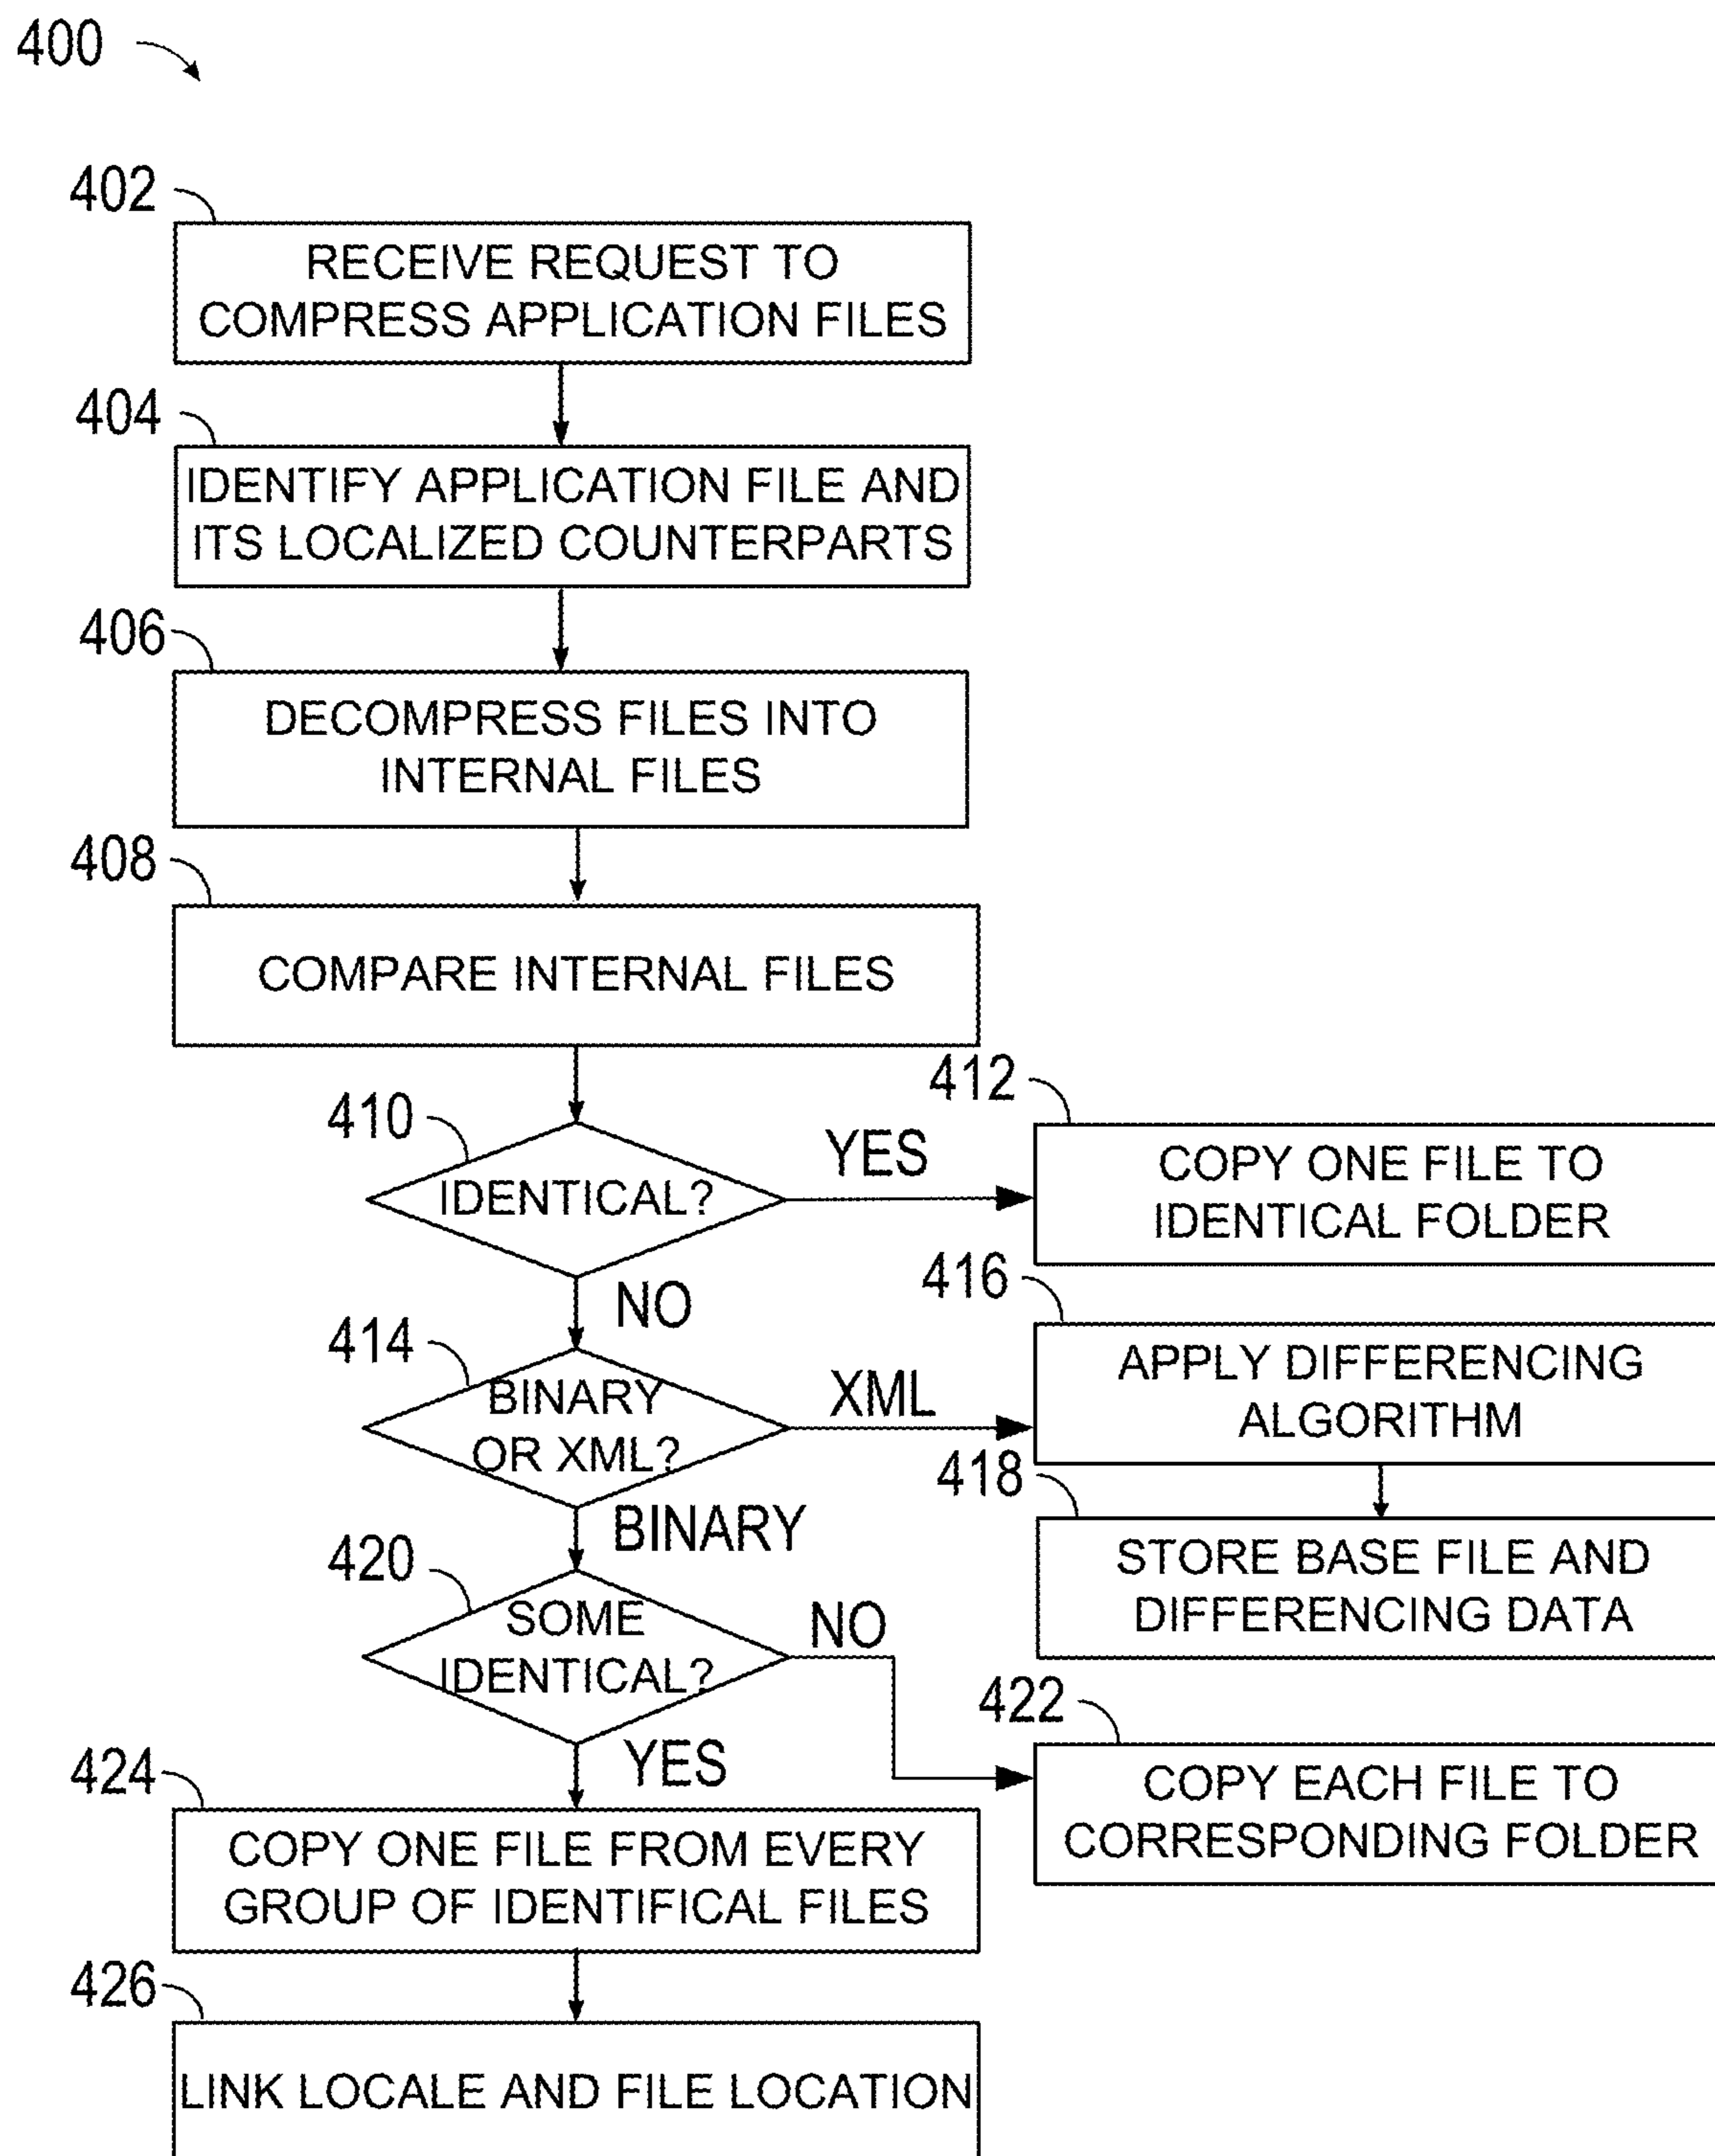 400
402
RECEIVE REQUEST TO
COMPRESS APPLICATION FILES
404
IDENTIFY APPLICATION FILE AND
ITS LOCALIZED COUNTERPARTS
406
DECOMPRESS FILES INTO
INTERNAL FILES
408
COMPARE INTERNAL FILES
410
IDENTICAL?
YES
412
COPY ONE FILE TO
IDENTICAL FOLDER
NO
414
BINARY
OR XML?
XML
416
APPLY DIFFERENCING
ALGORITHM
418
STORE BASE FILE AND
DIFFERENCING DATA
BINARY
420
SOME
IDENTICAL?
NO
422
COPY EACH FILE TO
CORRESPONDING FOLDER
YES
424
COPY ONE FILE FROM EVERY
GROUP OF IDENTIFICAL FILES
426
LINK LOCALE AND FILE LOCATION